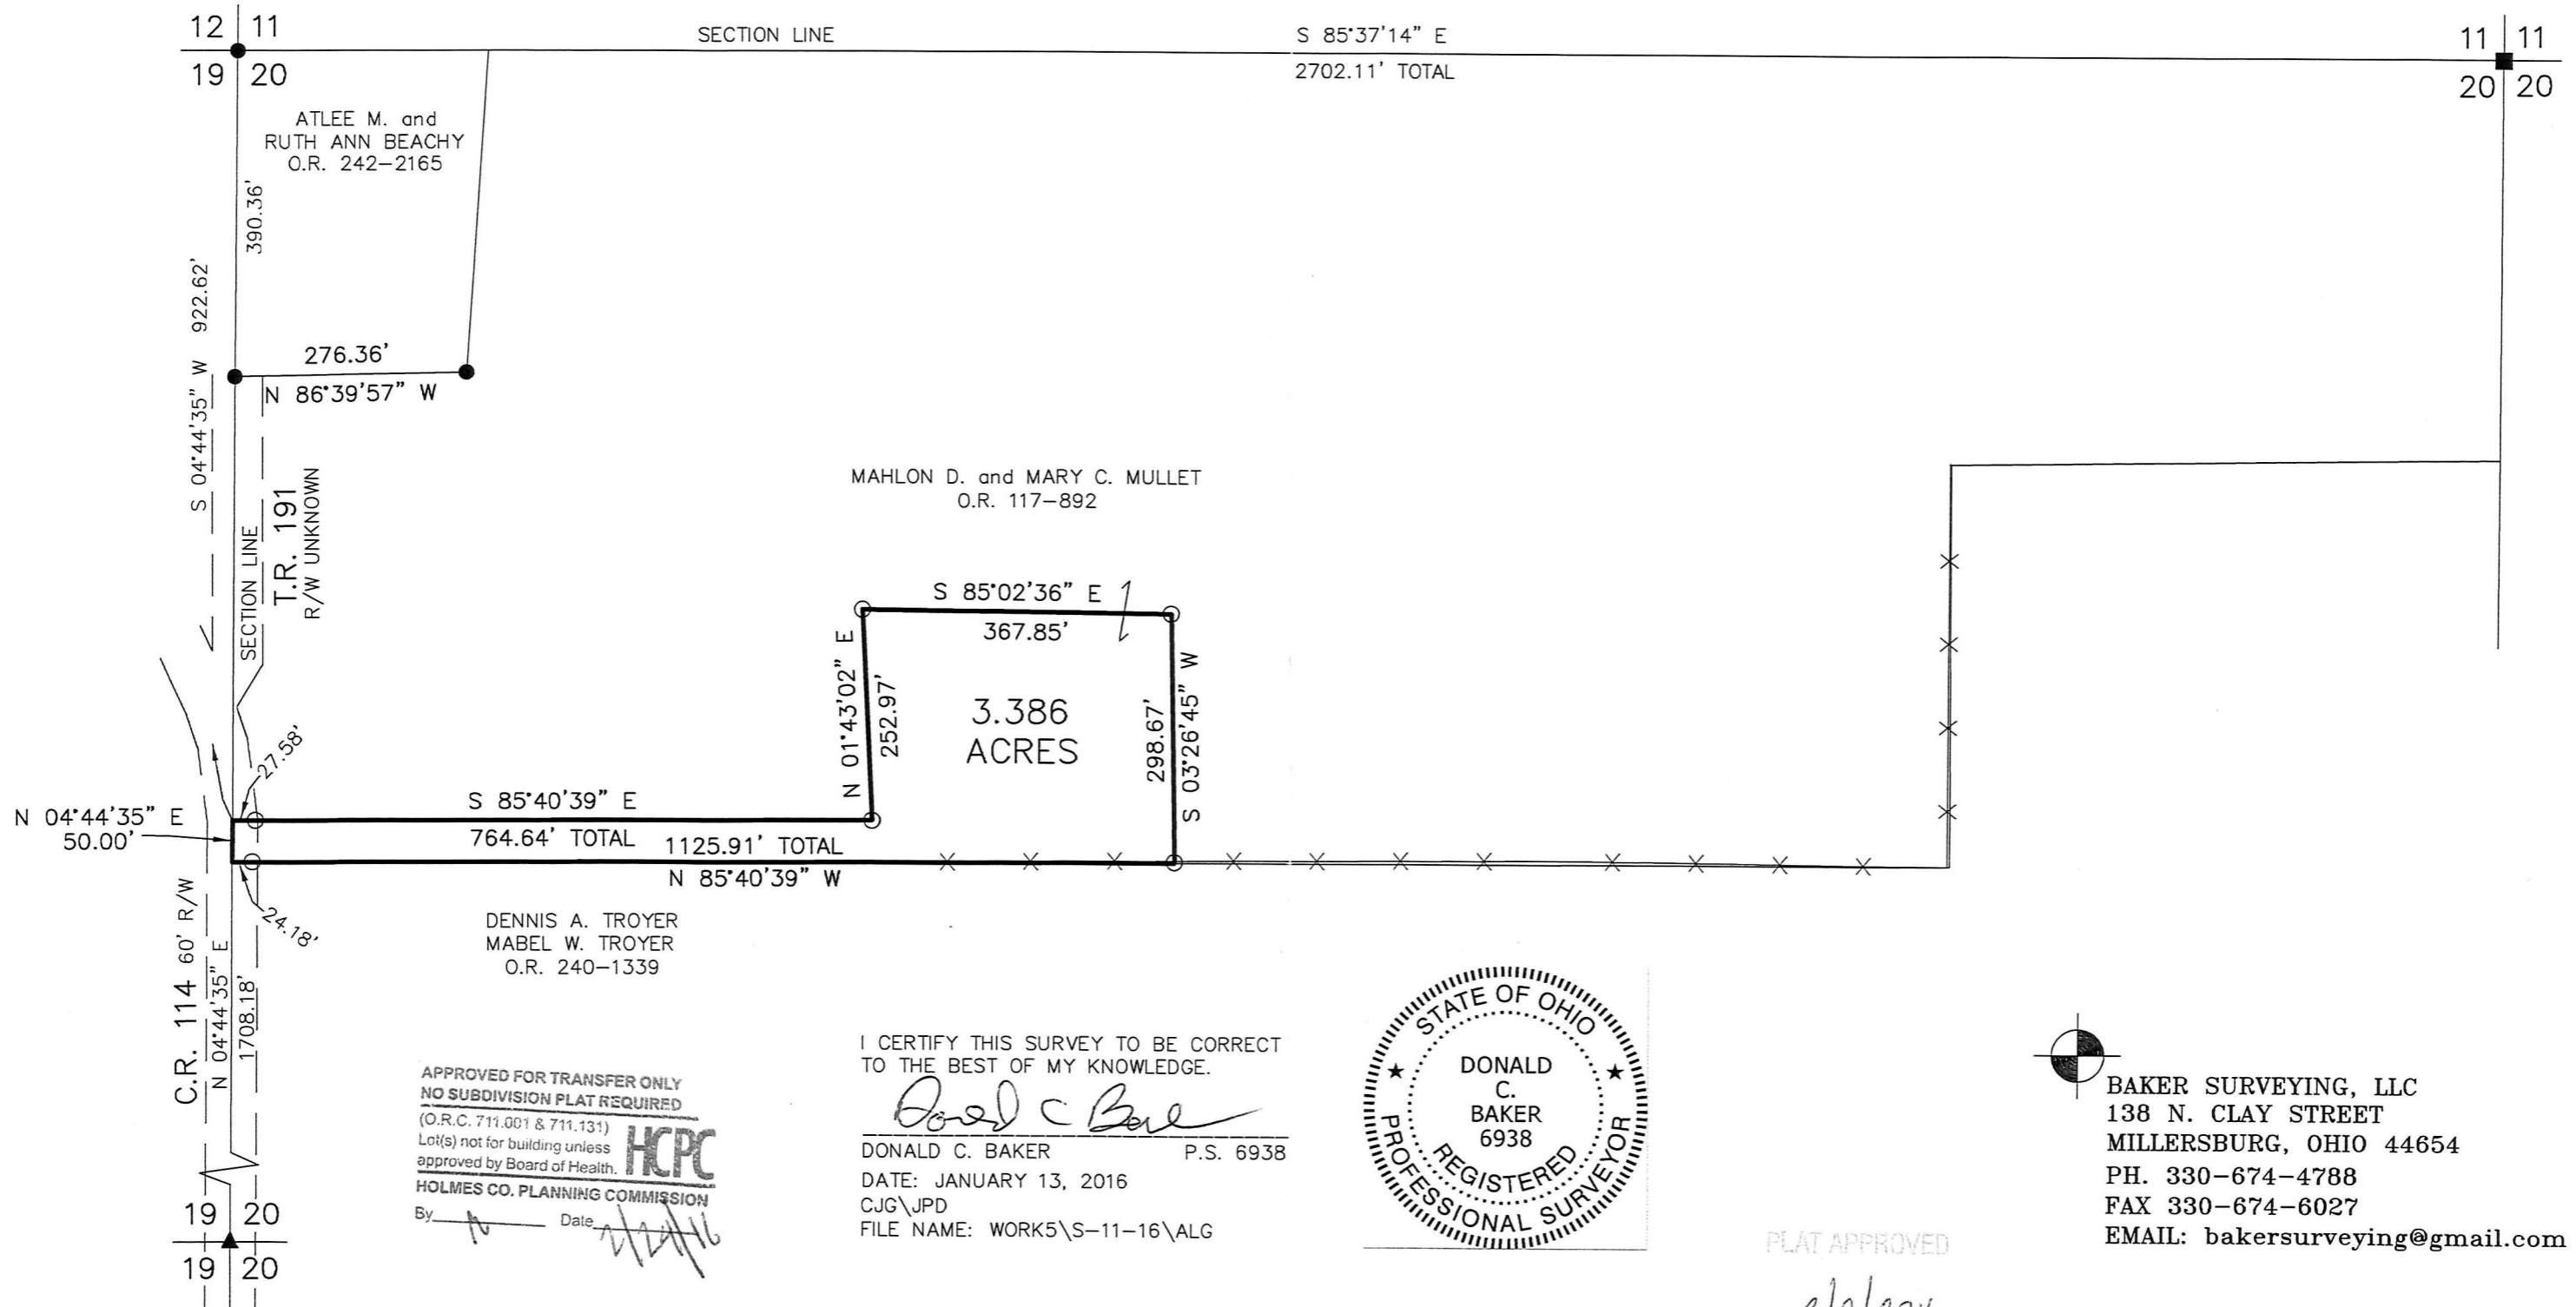 12 11
19 20
SECTION LINE
S 85°37'14" E
2702.11' TOTAL
11 11
20 20
ATLEE M. and
RUTH ANN BEACHY
O.R. 242-2165
390.36'
S 04°44'35" W 922.62'
276.36'
N 86°39'57" W
SECTION LINE
T.R. 191
R/W UNKNOWN
MAHLON D. and MARY C. MULLET
O.R. 117-892
S 85°02'36" E
367.85'
N 01°43'02" E
252.97'
3.386
ACRES
298.67'
S 03°26'45" W
27.58'
N 04°44'35" E
50.00'
S 85°40'39" E
764.64' TOTAL
1125.91' TOTAL
N 85°40'39" W
24.18'
C.R. 114 60' R/W
N 04°44'35" E
1708.18'
DENNIS A. TROYER
MABEL W. TROYER
O.R. 240-1339
19 20
19 20
APPROVED FOR TRANSFER ONLY
NO SUBDIVISION PLAT REQUIRED
(O.R.C. 711.001 & 711.131)
Lot(s) not for building unless
approved by Board of Health.
HCPC
HOLMES CO. PLANNING COMMISSION
By Date
I CERTIFY THIS SURVEY TO BE CORRECT
TO THE BEST OF MY KNOWLEDGE.
Donald C Baker
DONALD C. BAKER P.S. 6938
DATE: JANUARY 13, 2016
CJG\JPD
FILE NAME: WORK5\S-11-16\ALG
STATE OF OHIO
DONALD
C.
BAKER
6938
REGISTERED
PROFESSIONAL SURVEYOR
PLAT APPROVED
BAKER SURVEYING, LLC
138 N. CLAY STREET
MILLERSBURG, OHIO 44654
PH. 330-674-4788
FAX 330-674-6027
EMAIL: bakersurveying@gmail.com